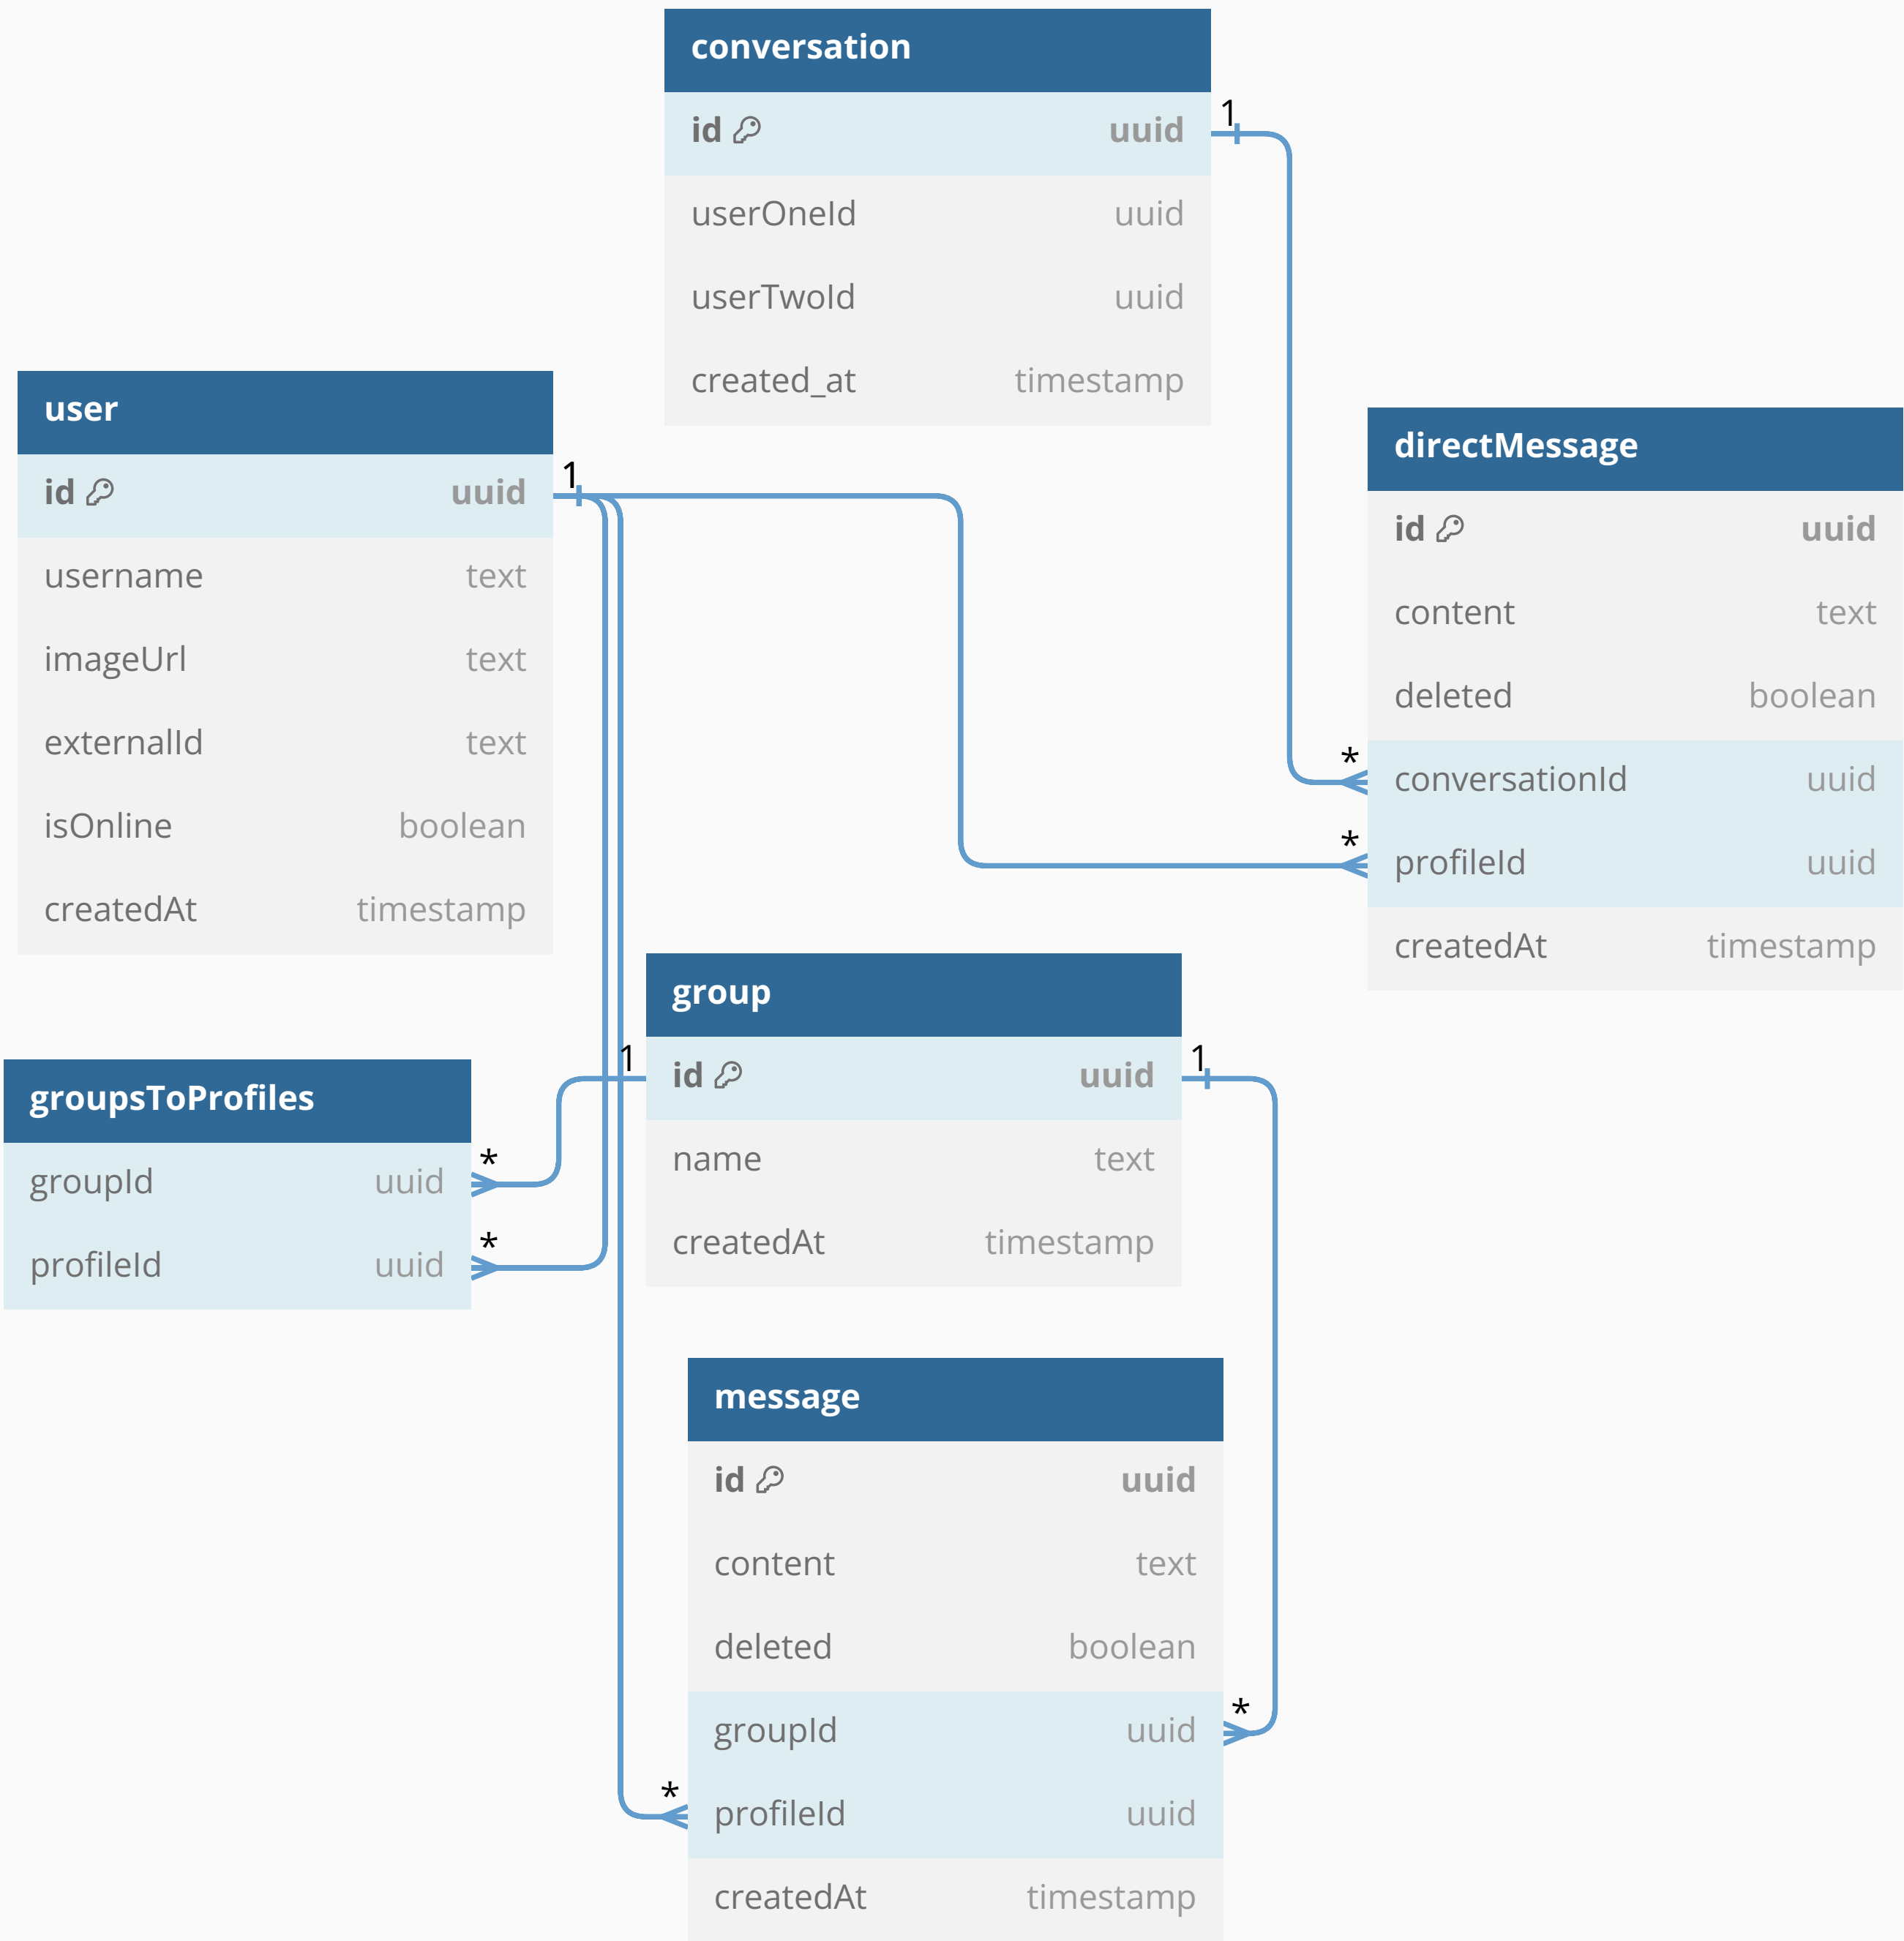 conversation
id uuid
userOneId uuid
userTwoId uuid
created_at timestamp
1
user
id uuid
username text
imageUrl text
externalId text
isOnline boolean
createdAt timestamp
1
directMessage
id uuid
content text
deleted boolean
* conversationId uuid
* profileId uuid
createdAt timestamp
group
1 id uuid 1
name text
createdAt timestamp
groupsToProfiles
groupId uuid *
profileId uuid *
message
id uuid
content text
deleted boolean
groupId uuid *
* profileId uuid
createdAt timestamp